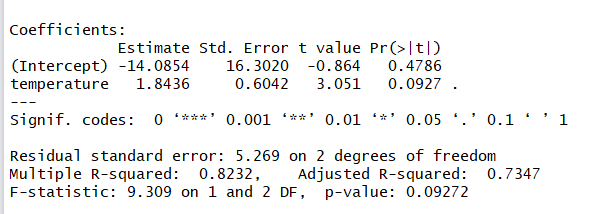 Coefficients:
Estimate Std. Error t value Pr(>|t|)
(Intercept) -14.0854 16.3020 -0.864 0.4786
temperature 1.8436 0.6042 3.051 0.0927 .
---
Signif. codes: 0 ‘***’ 0.001 ‘**’ 0.01 ‘*’ 0.05 ‘.’ 0.1 ‘ ’ 1
Residual standard error: 5.269 on 2 degrees of freedom
Multiple R-squared: 0.8232, Adjusted R-squared: 0.7347
F-statistic: 9.309 on 1 and 2 DF, p-value: 0.09272